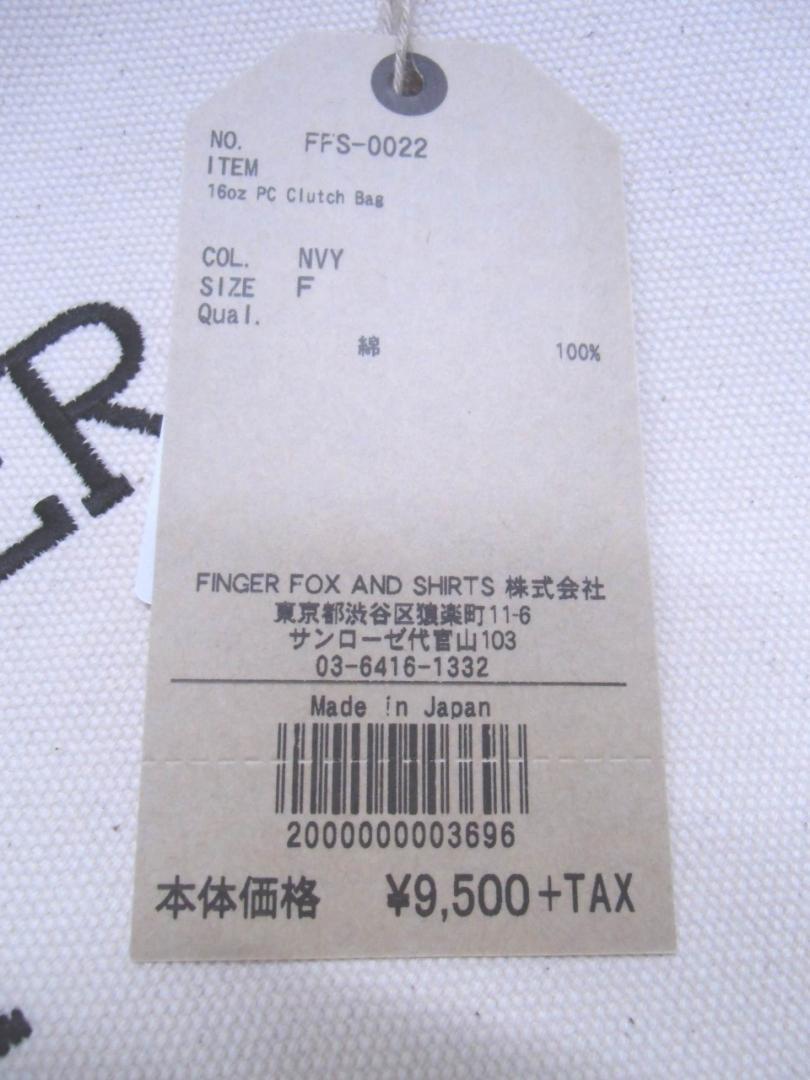 NO. FFS-0022
ITEM
16oz PC Clutch Bag
COL. NVY
SIZE F
Qual.
綿 100%
ER
FINGER FOX AND SHIRTS 株式会社
東京都渋谷区猿楽町11-6
サンローゼ代官山103
03-6416-1332
Made in Japan
2000000003696
本体価格 ¥9,500+TAX